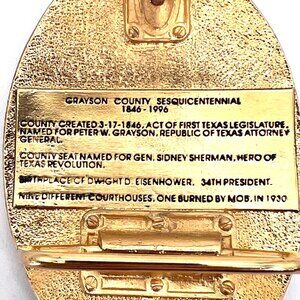 GRAYSON COUNTY SESQUICENTENNIAL
1846-1996
COUNTY CREATED 3-17-1846, ACT OF FIRST TEXAS LEGISLATURE,
NAMED FOR PETER W. GRAYSON, REPUBLIC OF TEXAS ATTORNEY
GENERAL.
COUNTY SEAT NAMED FOR GEN. SIDNEY SHERMAN, HERO OF
TEXAS REVOLUTION.
BIRTHPLACE OF DWIGHT D. EISENHOWER, 34TH PRESIDENT.
NINE DIFFERENT COURTHOUSES, ONE BURNED BY MOB, IN 1930